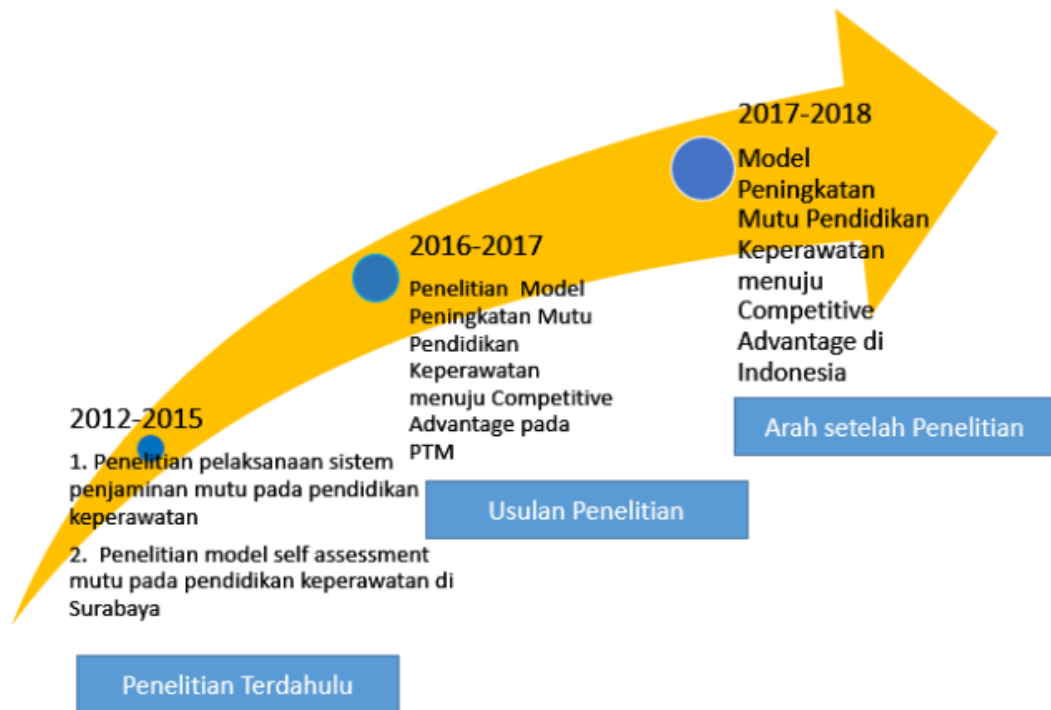 2012-2015
1. Penelitian pelaksanaan sistem
penjaminan mutu pada pendidikan
keperawatan
2. Penelitian model self assessment
mutu pada pendidikan keperawatan di
Surabaya
Penelitian Terdahulu
2016-2017
Penelitian Model
Peningkatan Mutu
Pendidikan
Keperawatan
menuju Competitive
Advantage pada
PTM
Usulan Penelitian
2017-2018
Model
Peningkatan
Mutu Pendidikan
Keperawatan
menuju
Competitive
Advantage di
Indonesia
Arah setelah Penelitian